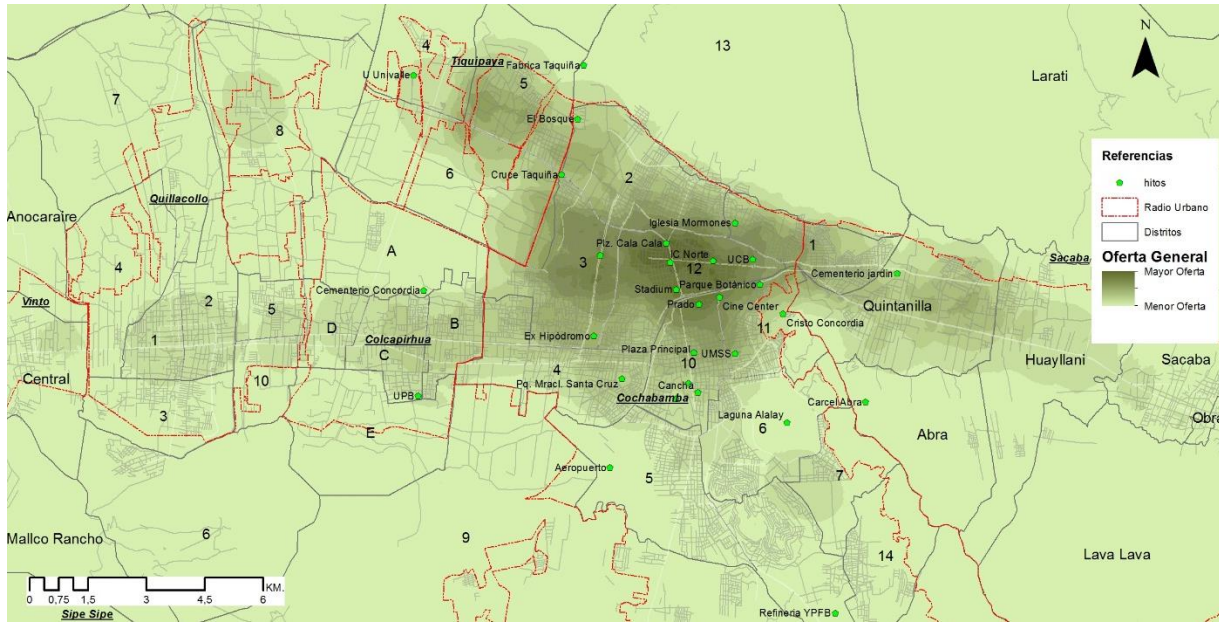 13
N
Larati
4
Tiquipaya
Fabrica Taquiña
U Univalle
5
7
8
El Bosque
Referencias
hitos
Radio Urbano
Distritos
Oferta General
Mayor Oferta
Menor Oferta
6
Cruce Taquiña
2
Quillacollo
Anocaraire
Iglesia Mormones
Plz. Cala Cala
1
A
3
IC Norte
12
UCB
Sacaba
4
Cementerio jardin
Cementerio Concordia
Stadium
Parque Botánico
Vinto
2
5
Prado
Cine Center
Quintanilla
D
B
11
Cristo Concordia
1
Colcapirhua
Ex Hipódromo
C
Plaza Principal
UMSS
Huayllani
Sacaba
10
Central
10
4
Pq. Mracl. Santa Cruz
Cancha
UPB
Cochabamba
Carcel Abra
3
Laguna Alalay
6
Obra
E
Abra
Aeropuerto
5
7
6
9
Mallco Rancho
14
Lava Lava
KM.
0 0,75 1,5 3 4,5 6
Sipe Sipe
Refineria YPFB